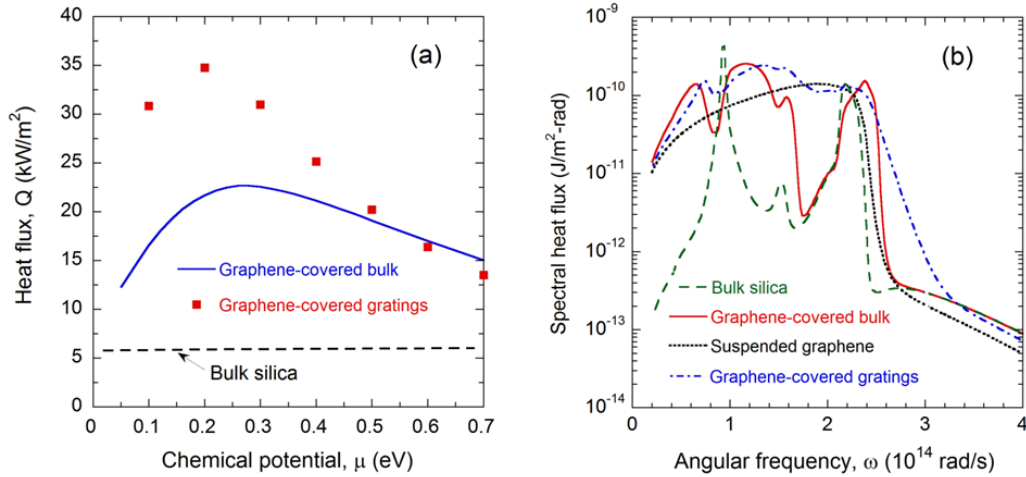 (a)
Heat flux, Q (kW/m²)
40
35
30
25
20
15
10
5
0
Graphene-covered bulk
Graphene-covered gratings
Bulk silica
0 0.1 0.2 0.3 0.4 0.5 0.6 0.7
Chemical potential, μ (eV)
(b)
Spectral heat flux (J/m²-rad)
10⁻⁹
10⁻¹⁰
10⁻¹¹
10⁻¹²
10⁻¹³
10⁻¹⁴
Bulk silica
Graphene-covered bulk
Suspended graphene
Graphene-covered gratings
0 1 2 3 4
Angular frequency, ω (10¹⁴ rad/s)